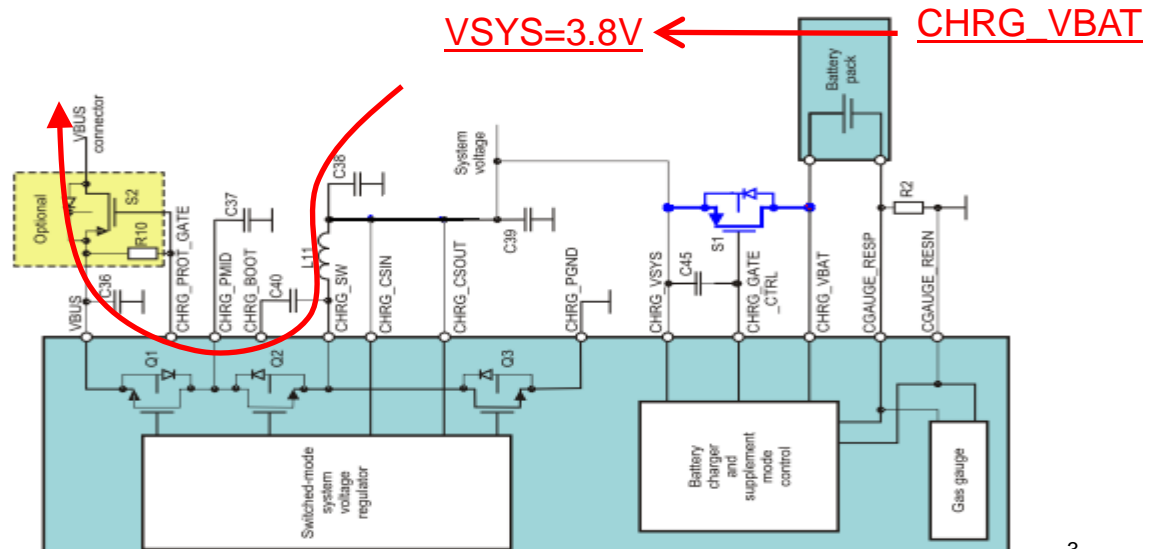 VSYS=3.8V
CHRG_VBAT
VBUS
connector
Optional
S2
R10
C36
VBUS
CHRG_PROT_GATE
C37
CHRG_PMID
CHRG_BOOT
C40
L11
CHRG_SW
C38
CHRG_CSIN
CHRG_CSOUT
System
voltage
C39
CHRG_PGND
CHRG_VSYS
C45
S1
CHRG_GATE
_CTRL
CHRG_VBAT
Battery
pack
CGAUGE_RESP
R2
CGAUGE_RESN
Q1
Q2
Q3
Switched-mode
system
voltage
regulator
Battery
charger
and
supplement
mode
control
Gas gauge